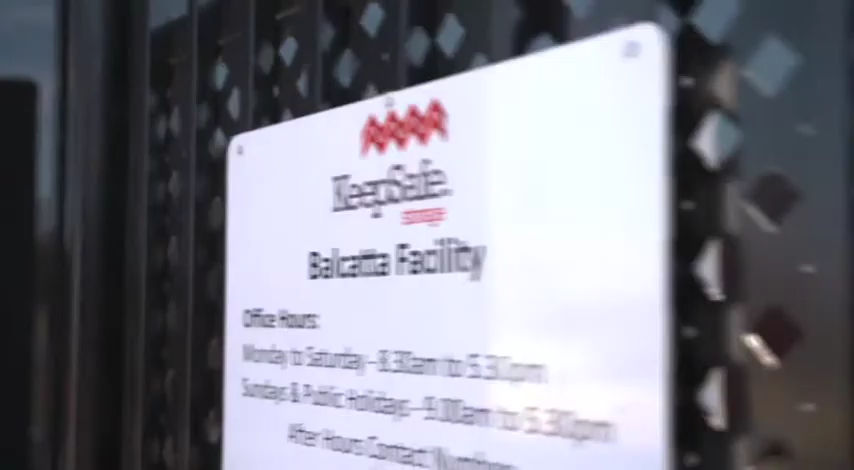 KeepSafe.
storage
Balcatta Facility
Office Hours:
Monday to Saturday - 8.30am to 5.30pm
Sundays & Public Holidays - 9.00am to 5.30pm
After Hours Contact Numbers